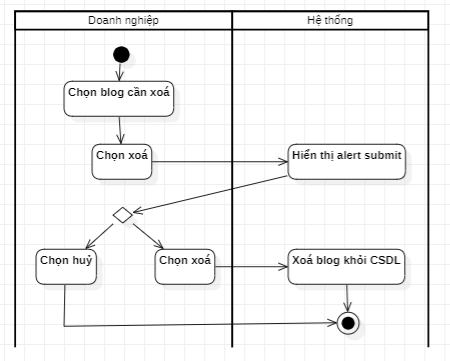 Doanh nghiệp
Hệ thống
Chọn blog cần xoá
Chọn xoá
Hiển thị alert submit
Chọn huỷ
Chọn xoá
Xoá blog khỏi CSDL